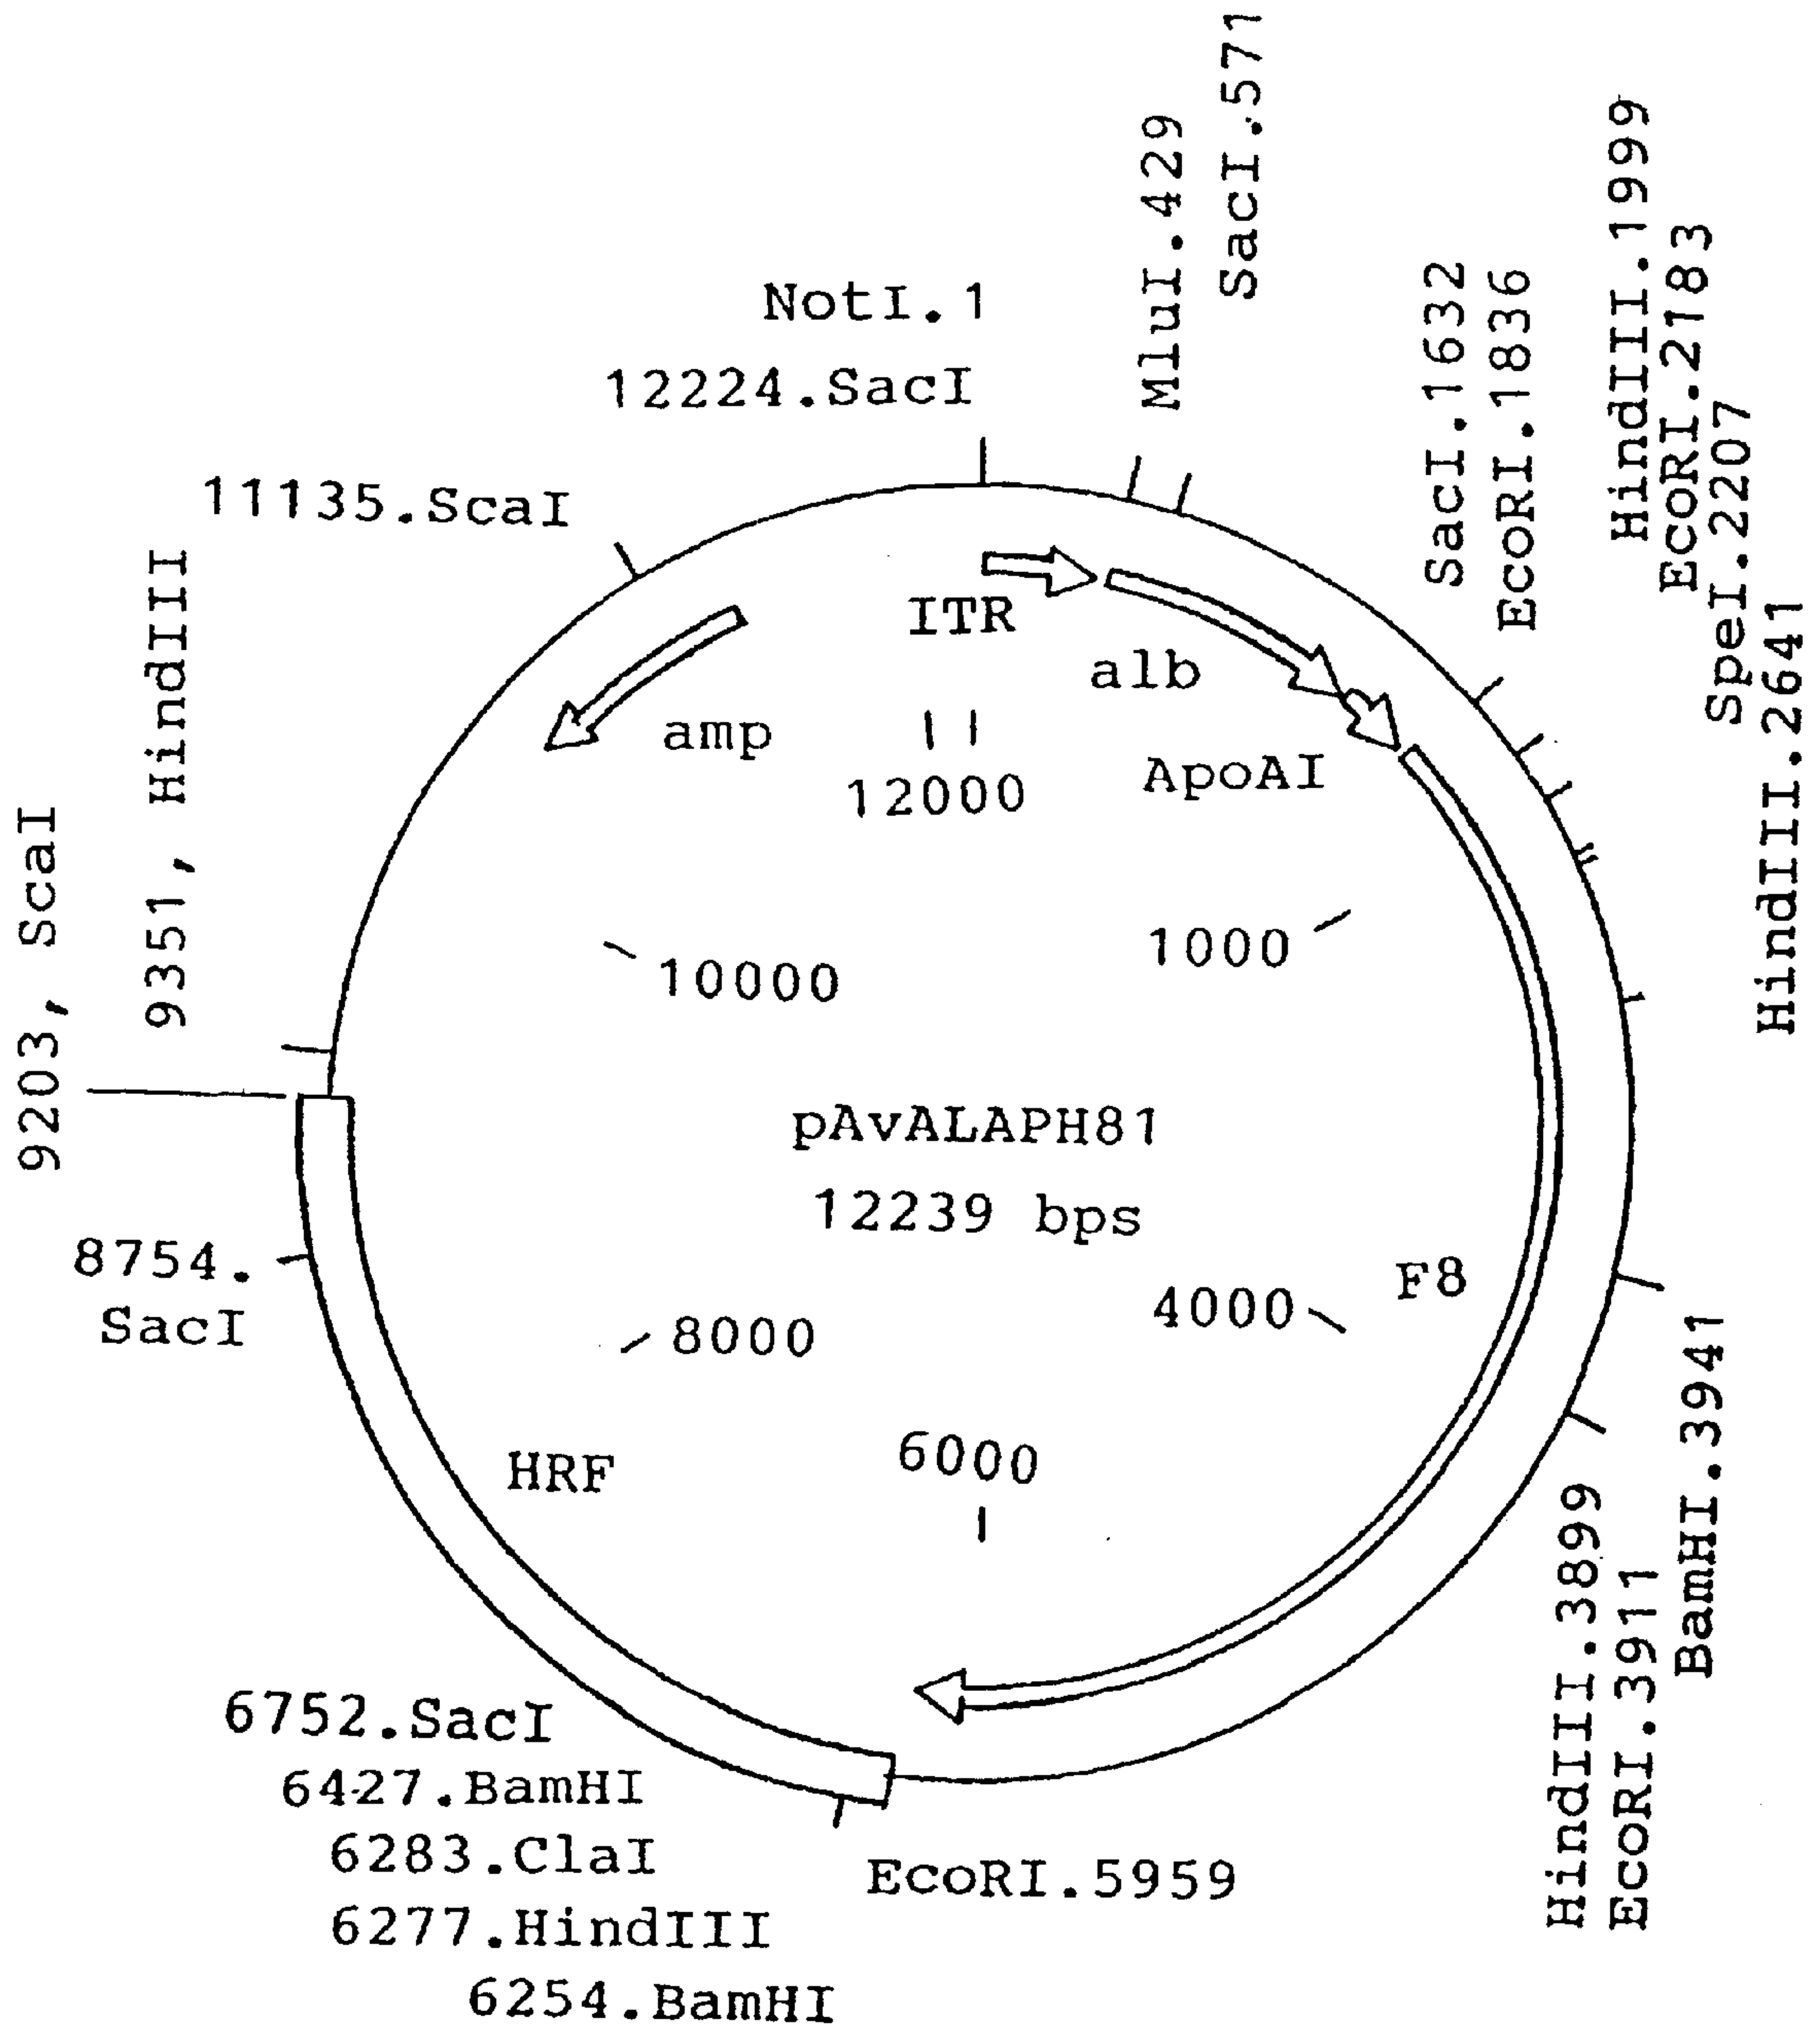 NotI.1
12224.SacI
11135.ScaI
9351, HindIII
9203, ScaI
8754.
SacI
MluI.429
SacI.571
SacI.1632
EcoRI.1836
HindIII.1999
EcoRI.2183
SpeI.2207
HindIII.2641
ITR
alb
ApoAI
amp
12000
1000
10000
pAvALAPH81
12239 bps
F8
4000
8000
6000
HRF
BamHI.3941
HindIII.3899
EcoRI.3911
EcoRI.5959
6752.SacI
6427.BamHI
6283.ClaI
6277.HindIII
6254.BamHI